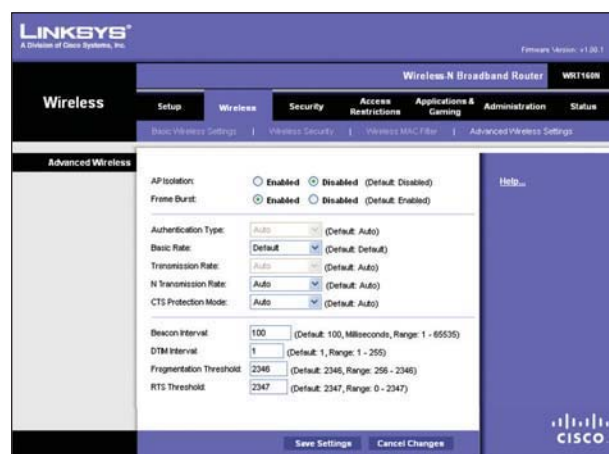 LINKSYS®
A Division of Cisco Systems, Inc.
Firmware Version: v1.00.1
Wireless-N Broadband Router WRT160N
Wireless
Setup Wireless Security Access Restrictions Applications & Gaming Administration Status
Basic Wireless Settings | Wireless Security | Wireless MAC Filter | Advanced Wireless Settings
Advanced Wireless
AP Isolation: Enabled Disabled (Default: Disabled)
Help...
Frame Burst: Enabled Disabled (Default: Enabled)
Authentication Type: Auto (Default: Auto)
Basic Rate: Default (Default: Default)
Transmission Rate: Auto (Default: Auto)
N Transmission Rate: Auto (Default: Auto)
CTS Protection Mode: Auto (Default: Auto)
Beacon Interval: 100 (Default: 100, Milliseconds, Range: 1 - 65535)
DTIM Interval: 1 (Default: 1, Range: 1 - 255)
Fragmentation Threshold: 2346 (Default: 2346, Range: 256 - 2346)
RTS Threshold: 2347 (Default: 2347, Range: 0 - 2347)
Save Settings Cancel Changes
CISCO